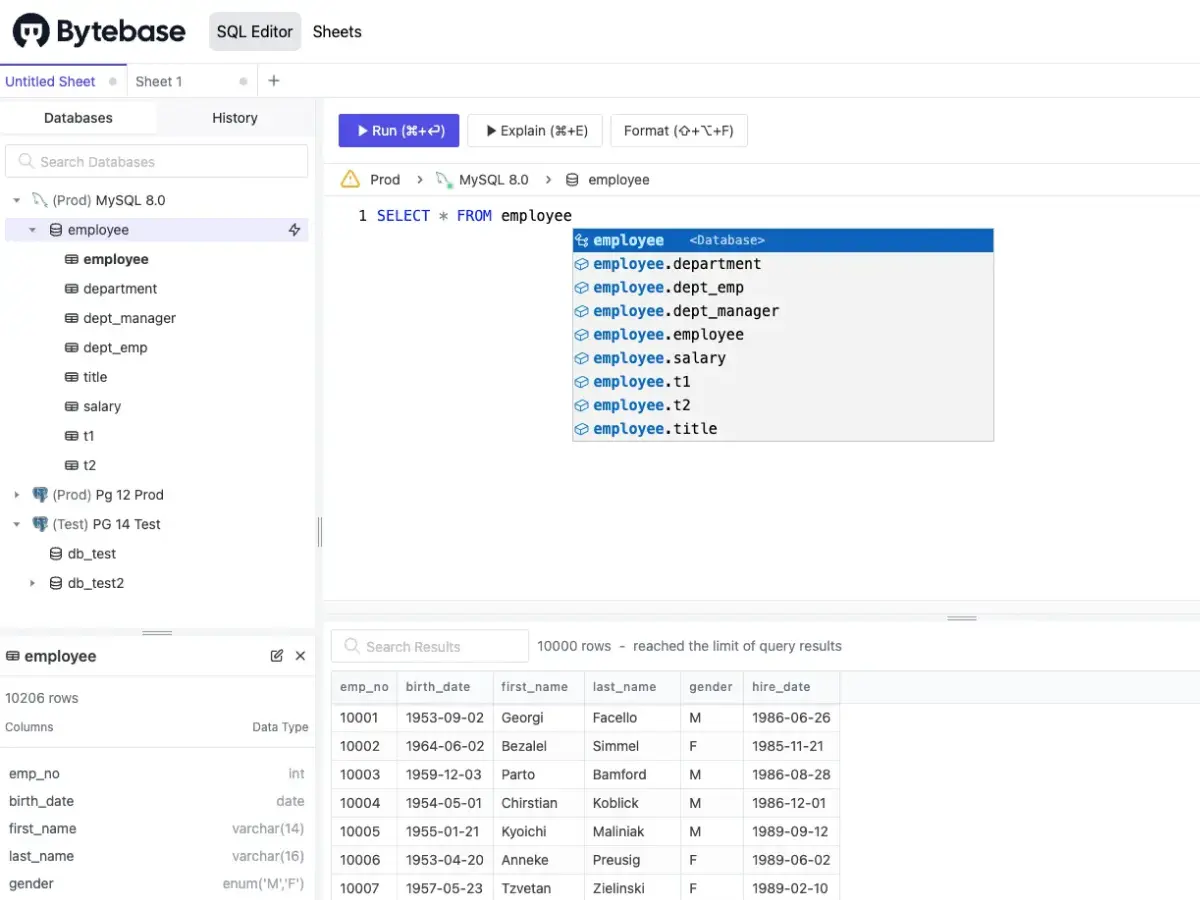 Bytebase SQL Editor Sheets
Untitled Sheet Sheet 1 +
Databases History
Search Databases
(Prod) MySQL 8.0
employee
employee
department
dept_manager
dept_emp
title
salary
t1
t2
(Prod) Pg 12 Prod
(Test) PG 14 Test
db_test
db_test2
employee
10206 rows
Columns Data Type
emp_no int
birth_date date
first_name varchar(14)
last_name varchar(16)
gender enum('M','F')
Run (⌘+⏎) Explain (⌘+E) Format (⇧+⌥+F)
Prod > MySQL 8.0 > employee
1 SELECT * FROM employee
employee <Database>
employee.department
employee.dept_emp
employee.dept_manager
employee.employee
employee.salary
employee.t1
employee.t2
employee.title
Search Results 10000 rows - reached the limit of query results
emp_no birth_date first_name last_name gender hire_date
10001 1953-09-02 Georgi Facello M 1986-06-26
10002 1964-06-02 Bezalel Simmel F 1985-11-21
10003 1959-12-03 Parto Bamford M 1986-08-28
10004 1954-05-01 Chirstian Koblick M 1986-12-01
10005 1955-01-21 Kyoichi Maliniak M 1989-09-12
10006 1953-04-20 Anneke Preusig F 1989-06-02
10007 1957-05-23 Tzvetan Zielinski F 1989-02-10